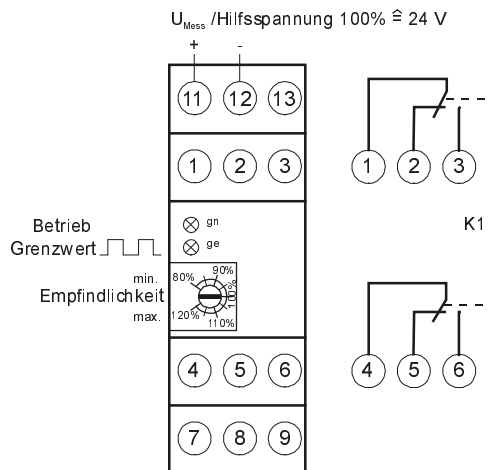 UMess /Hilfsspannung 100% ≙ 24 V
+ -
11 12 13
1 2 3
1 2 3
Betrieb gn
Grenzwert ge
K1
min.
Empfindlichkeit
max.
80% 90%
100%
120% 110%
4 5 6
4 5 6
7 8 9